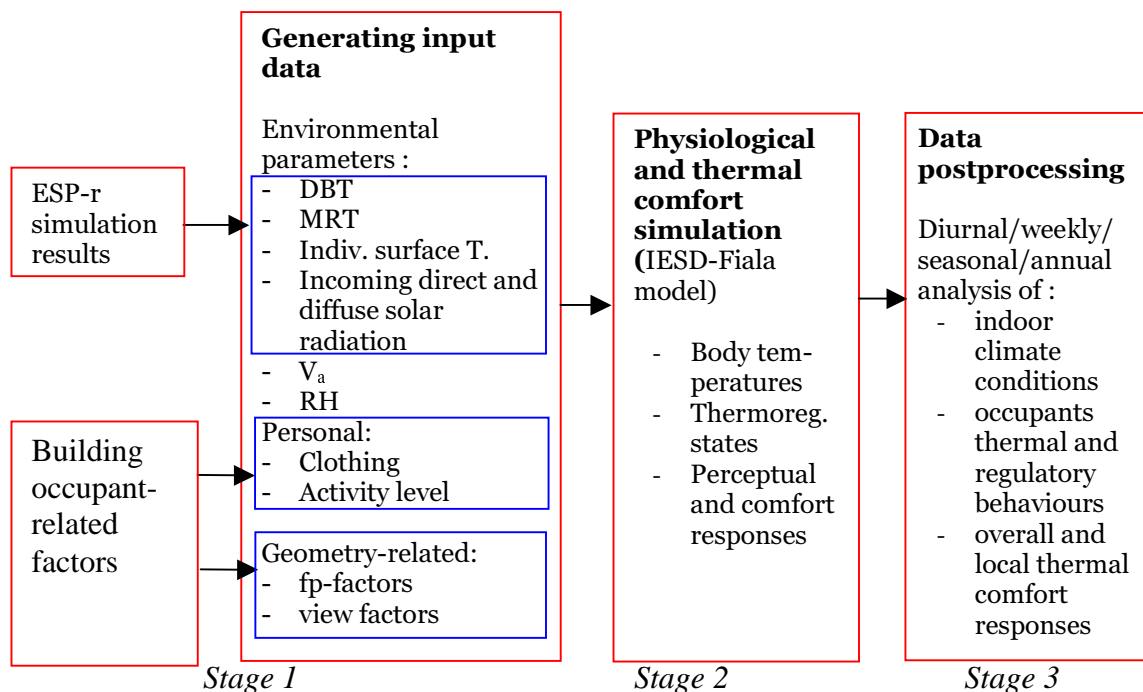 ESP-r
simulation
results
Building
occupant-
related
factors
Generating input
data
Environmental
parameters :
- DBT
- MRT
- Indiv. surface T.
- Incoming direct and
diffuse solar
radiation
- Va
- RH
Personal:
- Clothing
- Activity level
Geometry-related:
- fp-factors
- view factors
Stage 1
Physiological
and thermal
comfort
simulation
(IESD-Fiala
model)
- Body tem-
peratures
- Thermoreg.
states
- Perceptual
and comfort
responses
Stage 2
Data
postprocessing
Diurnal/weekly/
seasonal/annual
analysis of :
- indoor
climate
conditions
- occupants
thermal and
regulatory
behaviours
- overall and
local thermal
comfort
responses
Stage 3